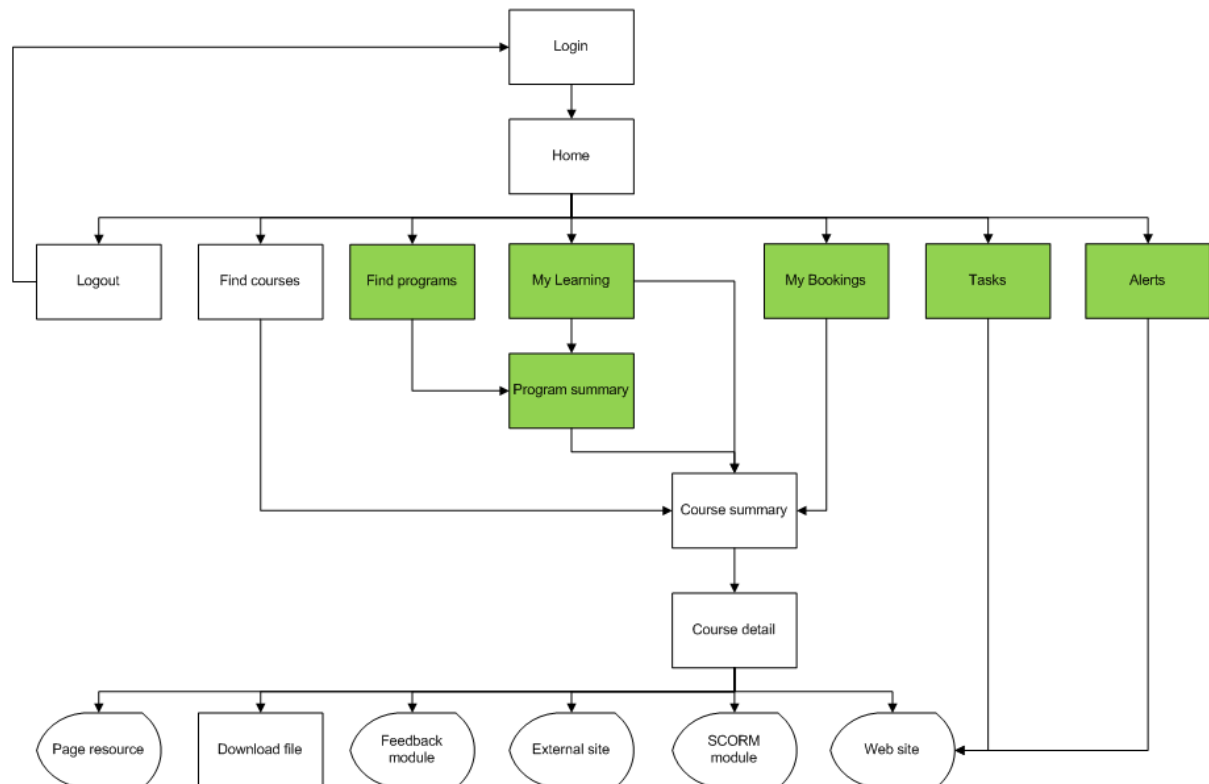 Login
Home
Logout
Find courses
Find programs
My Learning
My Bookings
Tasks
Alerts
Program summary
Course summary
Course detail
Page resource
Download file
Feedback
module
External site
SCORM
module
Web site